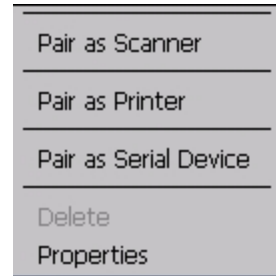 Pair as Scanner
Pair as Printer
Pair as Serial Device
Delete
Properties